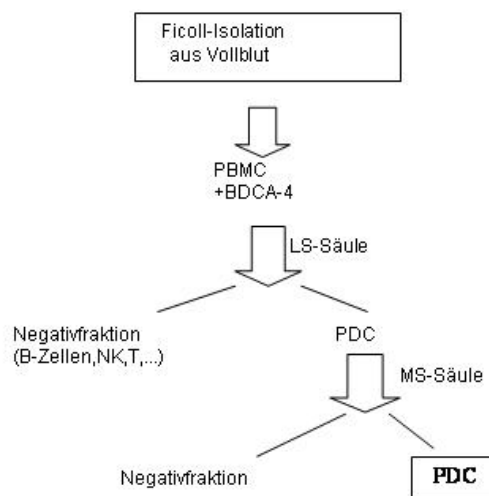 Ficoll-Isolation
aus Vollblut
PBMC
+BDCA-4
LS-Säule
Negativfraktion
(B-Zellen,NK,T,...)
PDC
MS-Säule
Negativfraktion
PDC